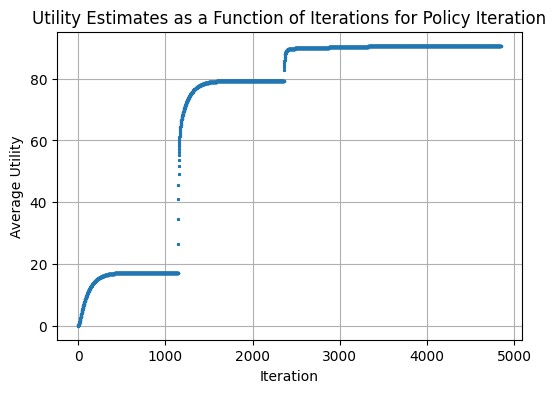 Utility Estimates as a Function of Iterations for Policy Iteration
80
60
40
20
0
Average Utility
0 1000 2000 3000 4000 5000
Iteration